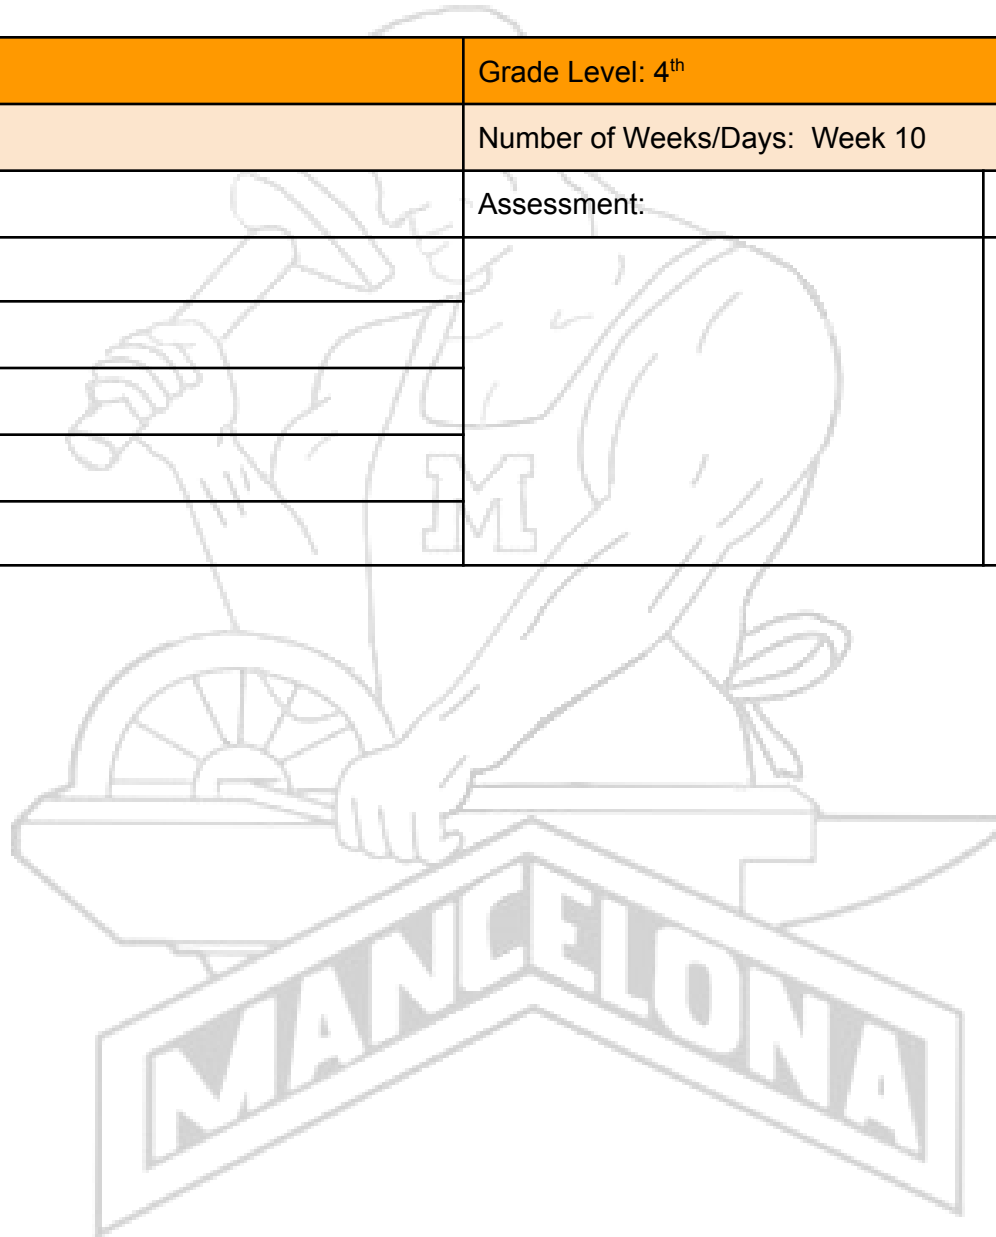 Grade Level: 4th
Number of Weeks/Days: Week 10
Assessment:
M
MANCELONA